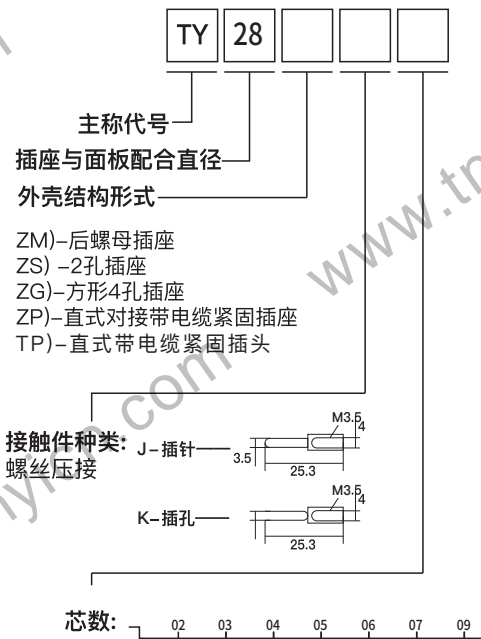 TY 28
主称代号
插座与面板配合直径
外壳结构形式
ZM)–后螺母插座
ZS) –2孔插座
ZG)–方形4孔插座
ZP)–直式对接带电缆紧固插座
TP)–直式带电缆紧固插头
接触件种类:
螺丝压接
J–插针
M3.5
4
3.5
25.3
K–插孔
M3.5
4
25.3
芯数:
02 03 04 05 06 07 09